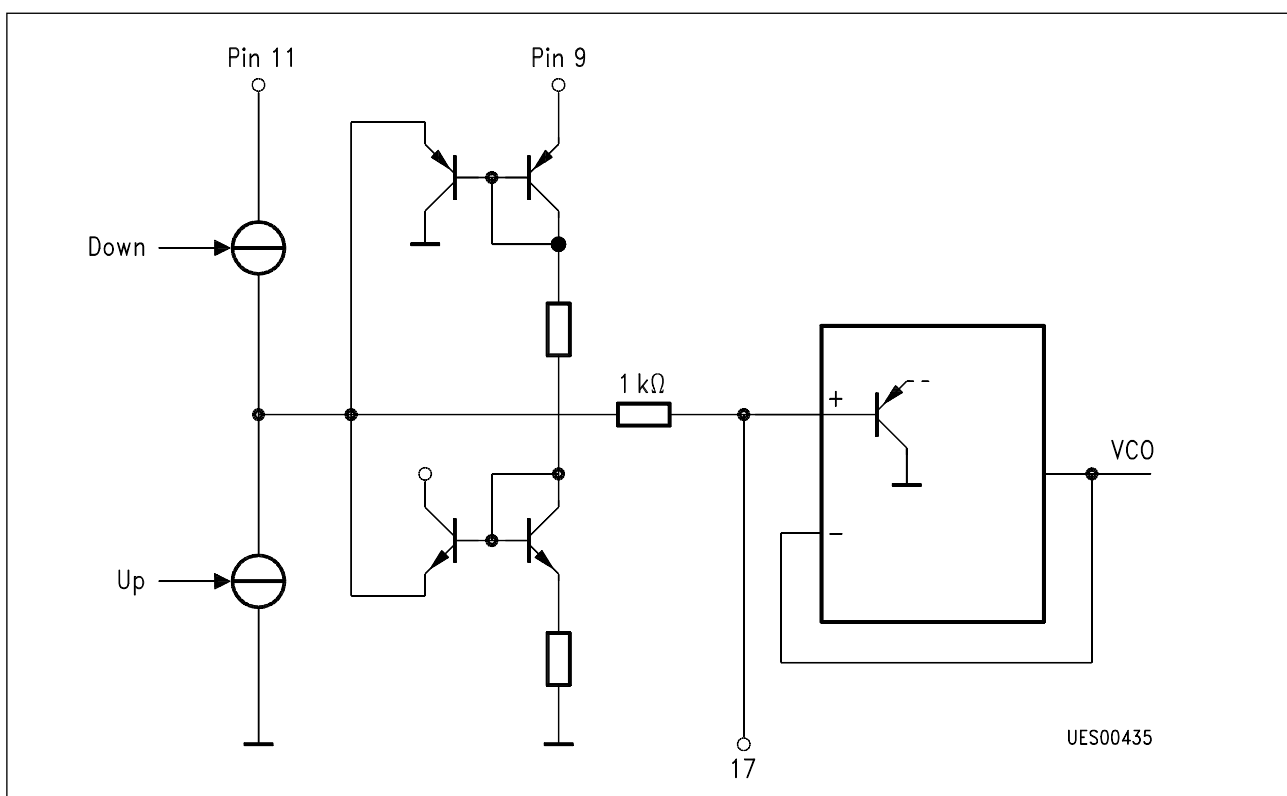 Pin 11
Pin 9
Down
1 kΩ
+
VCO
−
Up
UES00435
17